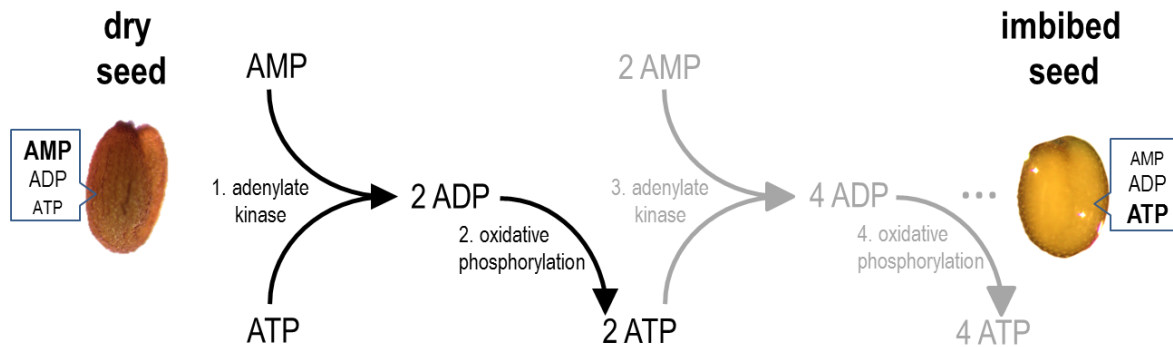 dry
seed
AMP
ADP
ATP
AMP
1. adenylate
kinase
ATP
2 ADP
2. oxidative
phosphorylation
2 ATP
2 AMP
3. adenylate
kinase
4 ADP
4. oxidative
phosphorylation
4 ATP
...
imbibed
seed
AMP
ADP
ATP